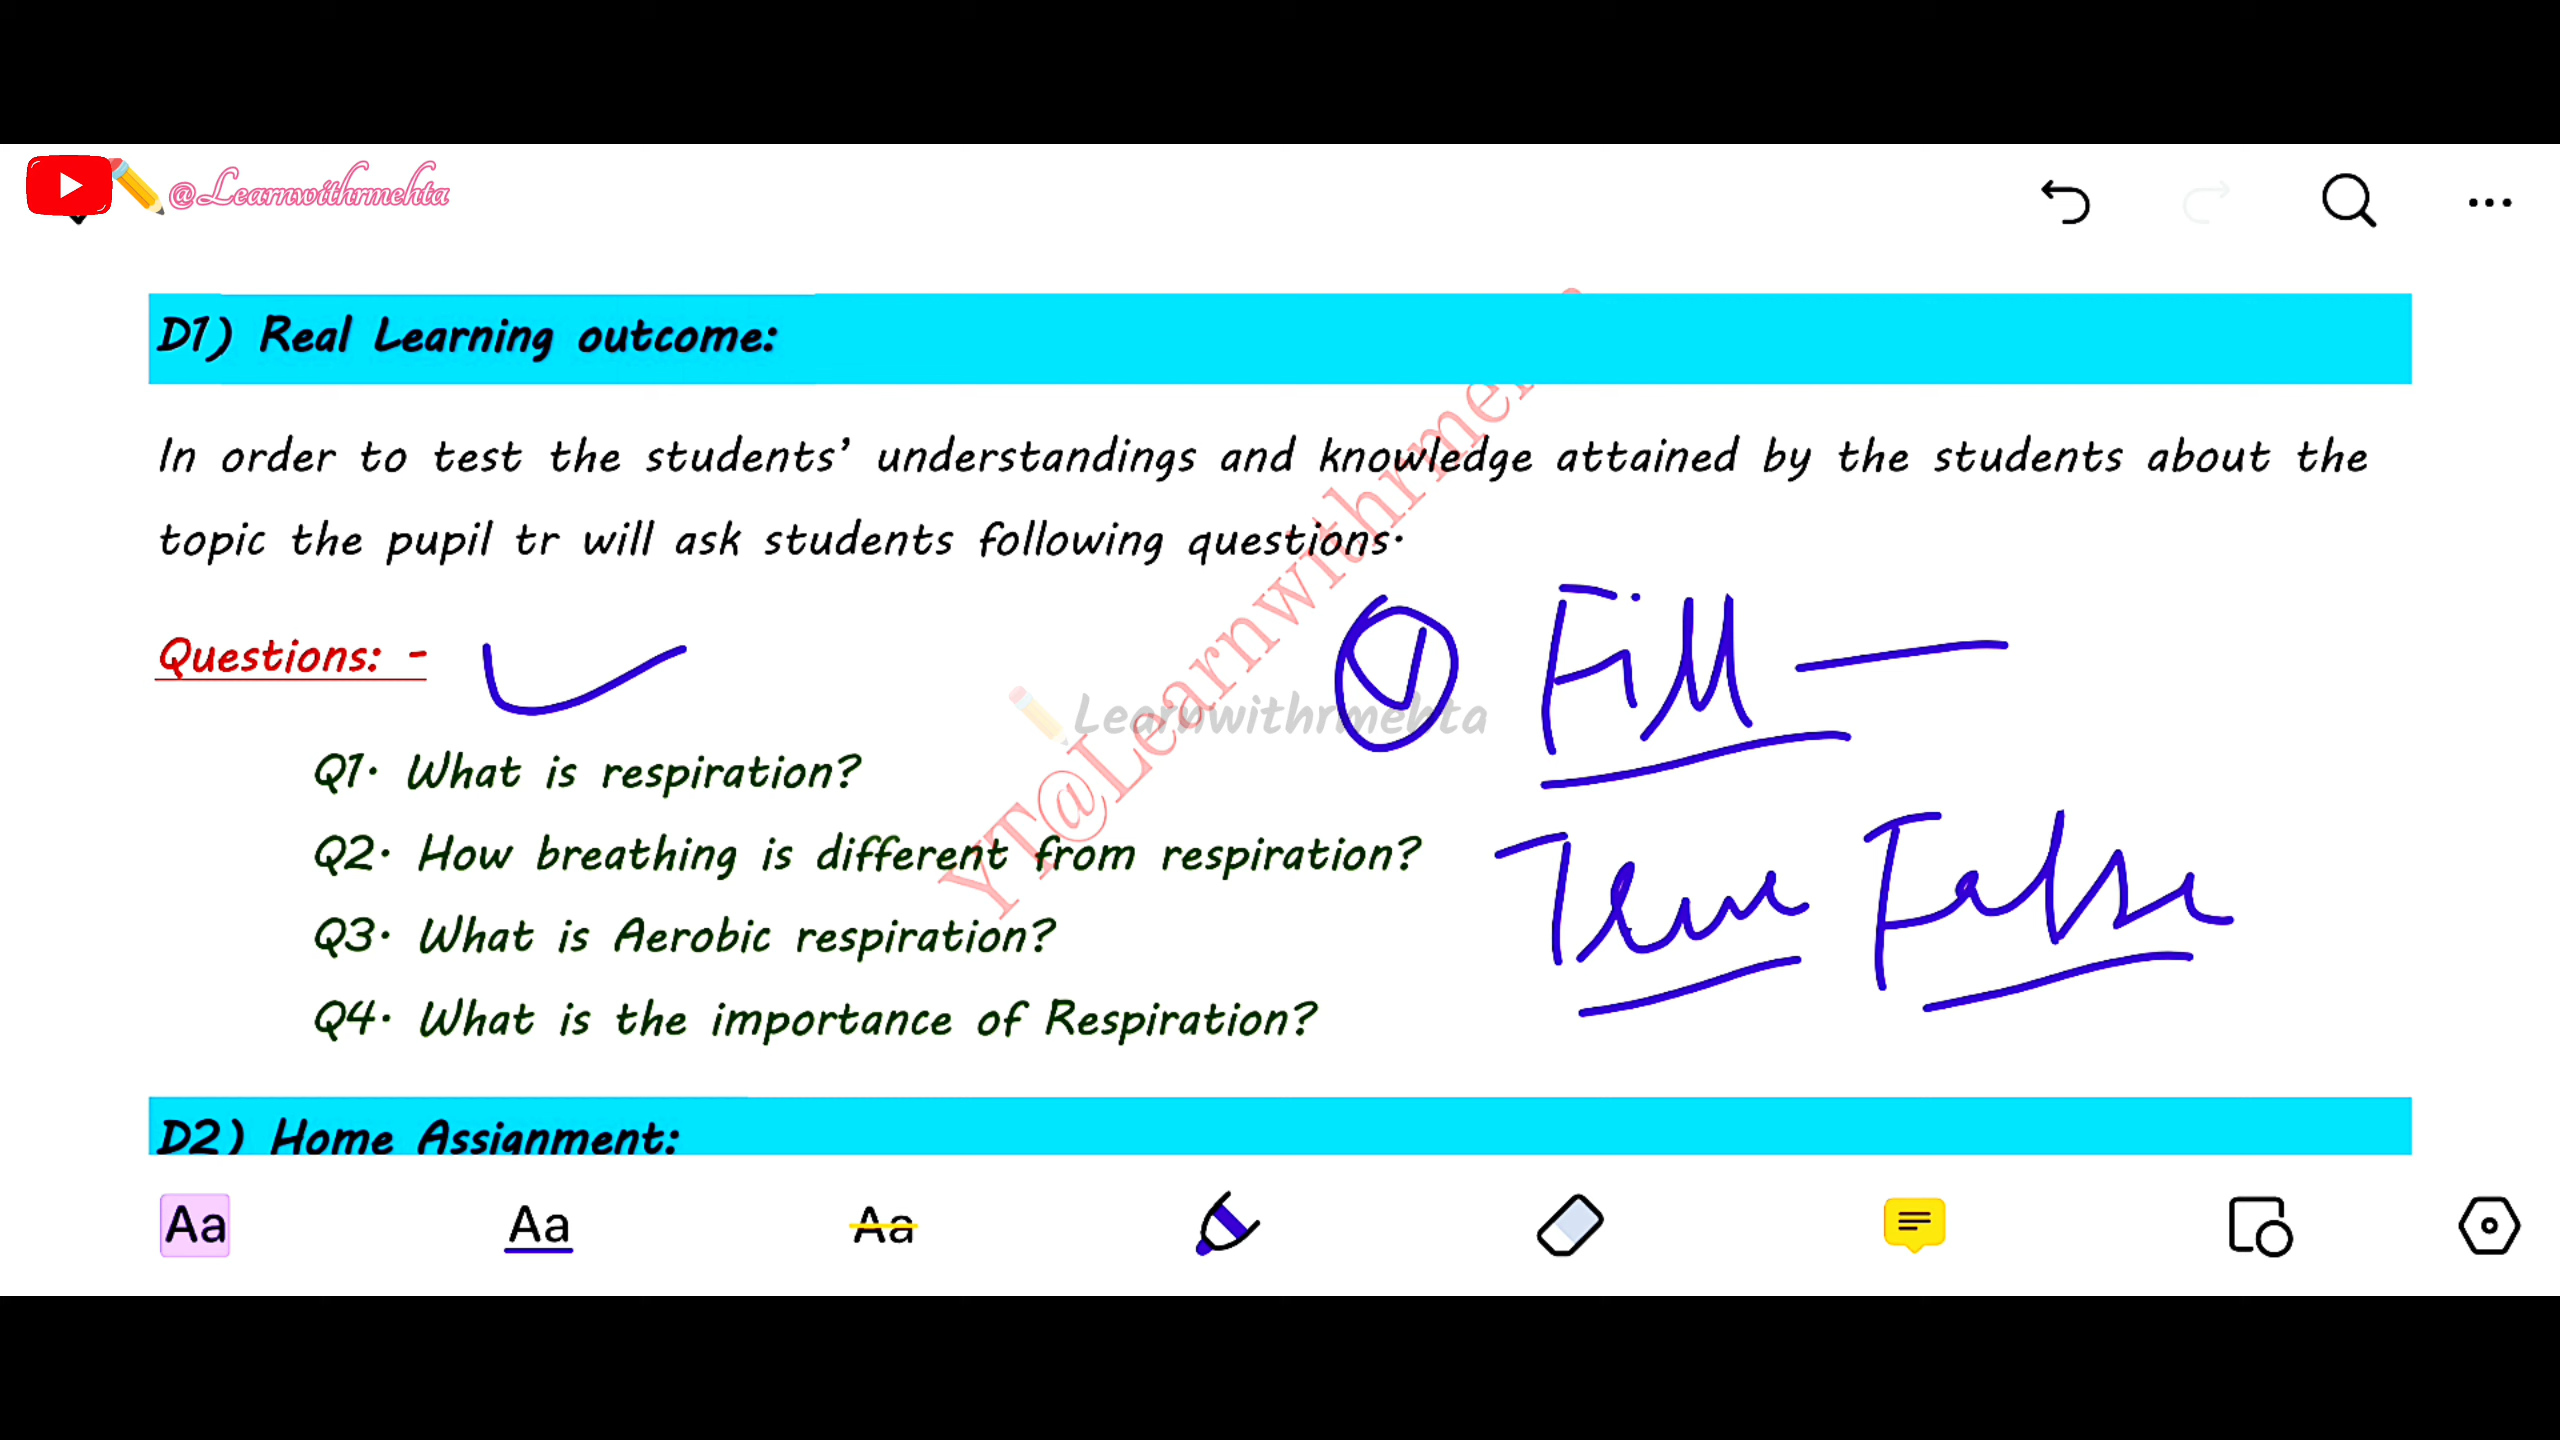 @Learnwithrmehta
D1) Real Learning outcome:
In order to test the students' understandings and knowledge attained by the students about the
topic the pupil tr will ask students following questions.
Questions: -
Fill
Learnwithrmehta
YT@Learnwithrme
Q1. What is respiration?
Q2. How breathing is different from respiration?
True False
Q3. What is Aerobic respiration?
Q4. What is the importance of Respiration?
D2) Home Assignment:
Aa Aa Aa